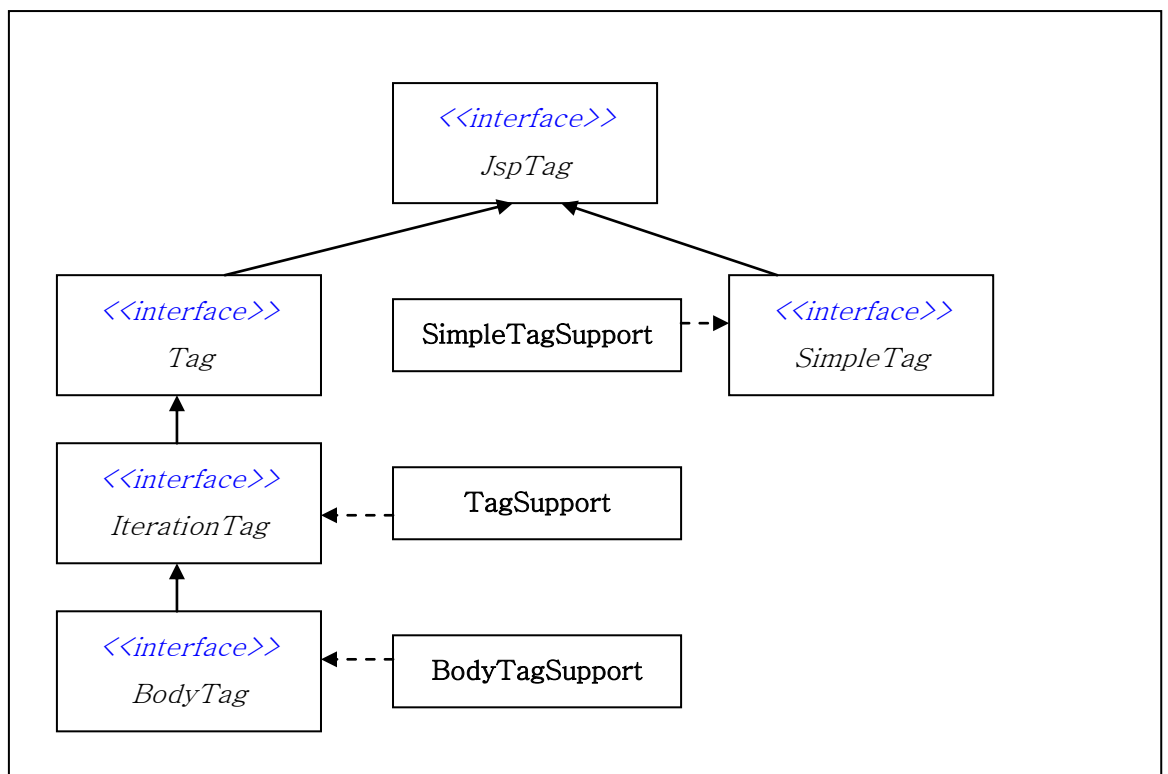 <<interface>>
JspTag
<<interface>>
Tag
SimpleTagSupport
<<interface>>
SimpleTag
<<interface>>
IterationTag
TagSupport
<<interface>>
BodyTag
BodyTagSupport